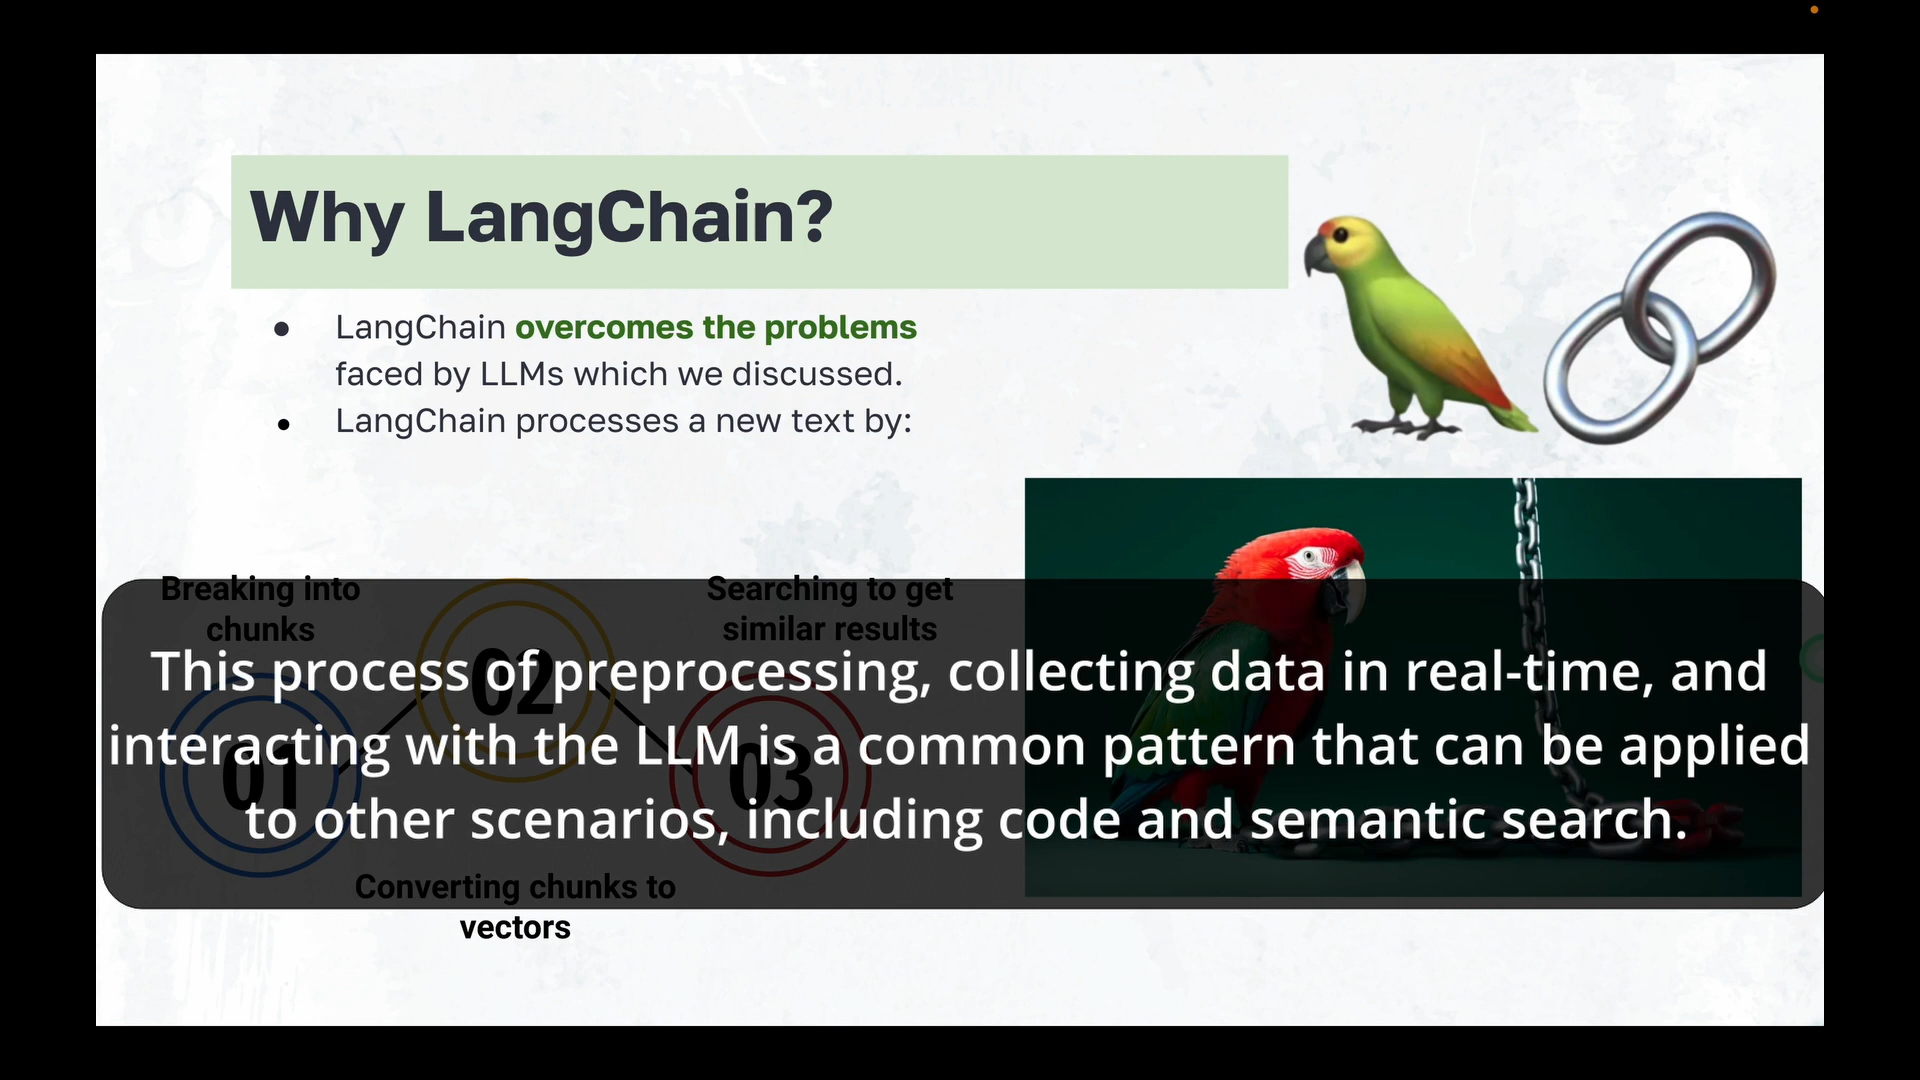 Why LangChain?
LangChain overcomes the problems
faced by LLMs which we discussed.
LangChain processes a new text by:
Breaking into
chunks
01
02
Converting chunks to
vectors
Searching to get
similar results
03
This process of preprocessing, collecting data in real-time, and
interacting with the LLM is a common pattern that can be applied
to other scenarios, including code and semantic search.